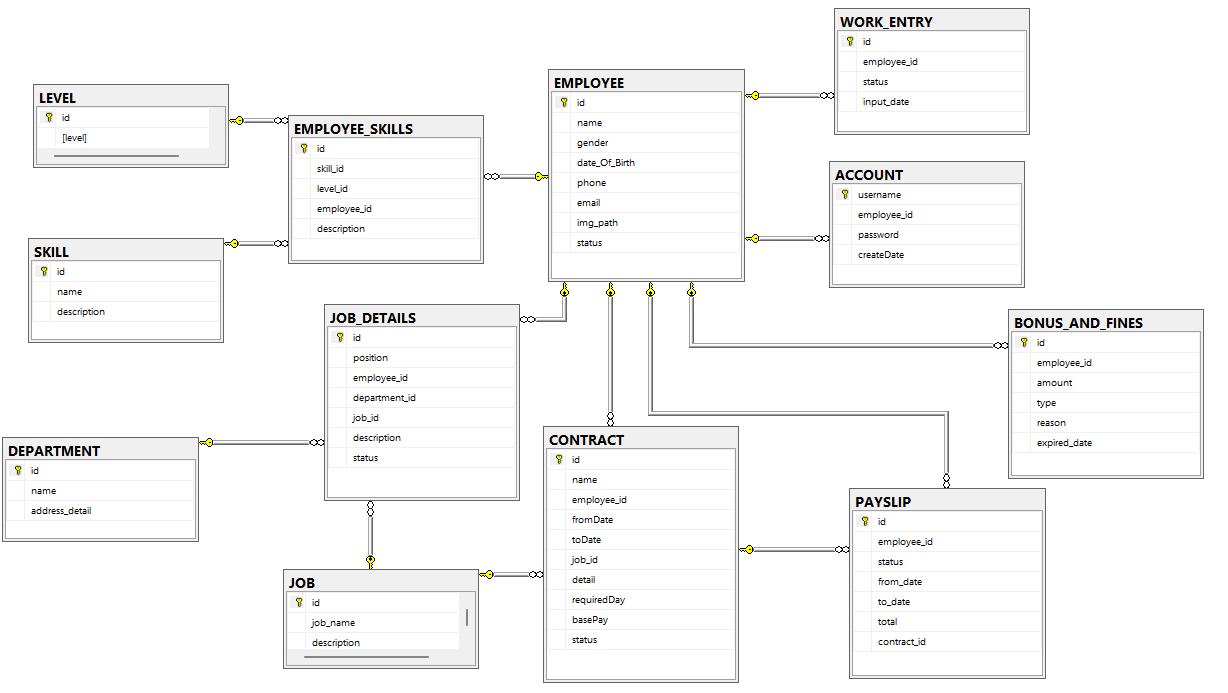 WORK_ENTRY
id
employee_id
status
input_date
EMPLOYEE
id
name
gender
date_Of_Birth
phone
email
img_path
status
LEVEL
id
[level]
EMPLOYEE_SKILLS
id
skill_id
level_id
employee_id
description
ACCOUNT
username
employee_id
password
createDate
SKILL
id
name
description
JOB_DETAILS
id
position
employee_id
department_id
job_id
description
status
BONUS_AND_FINES
id
employee_id
amount
type
reason
expired_date
DEPARTMENT
id
name
address_detail
CONTRACT
id
name
employee_id
fromDate
toDate
job_id
detail
requiredDay
basePay
status
PAYSLIP
id
employee_id
status
from_date
to_date
total
contract_id
JOB
id
job_name
description